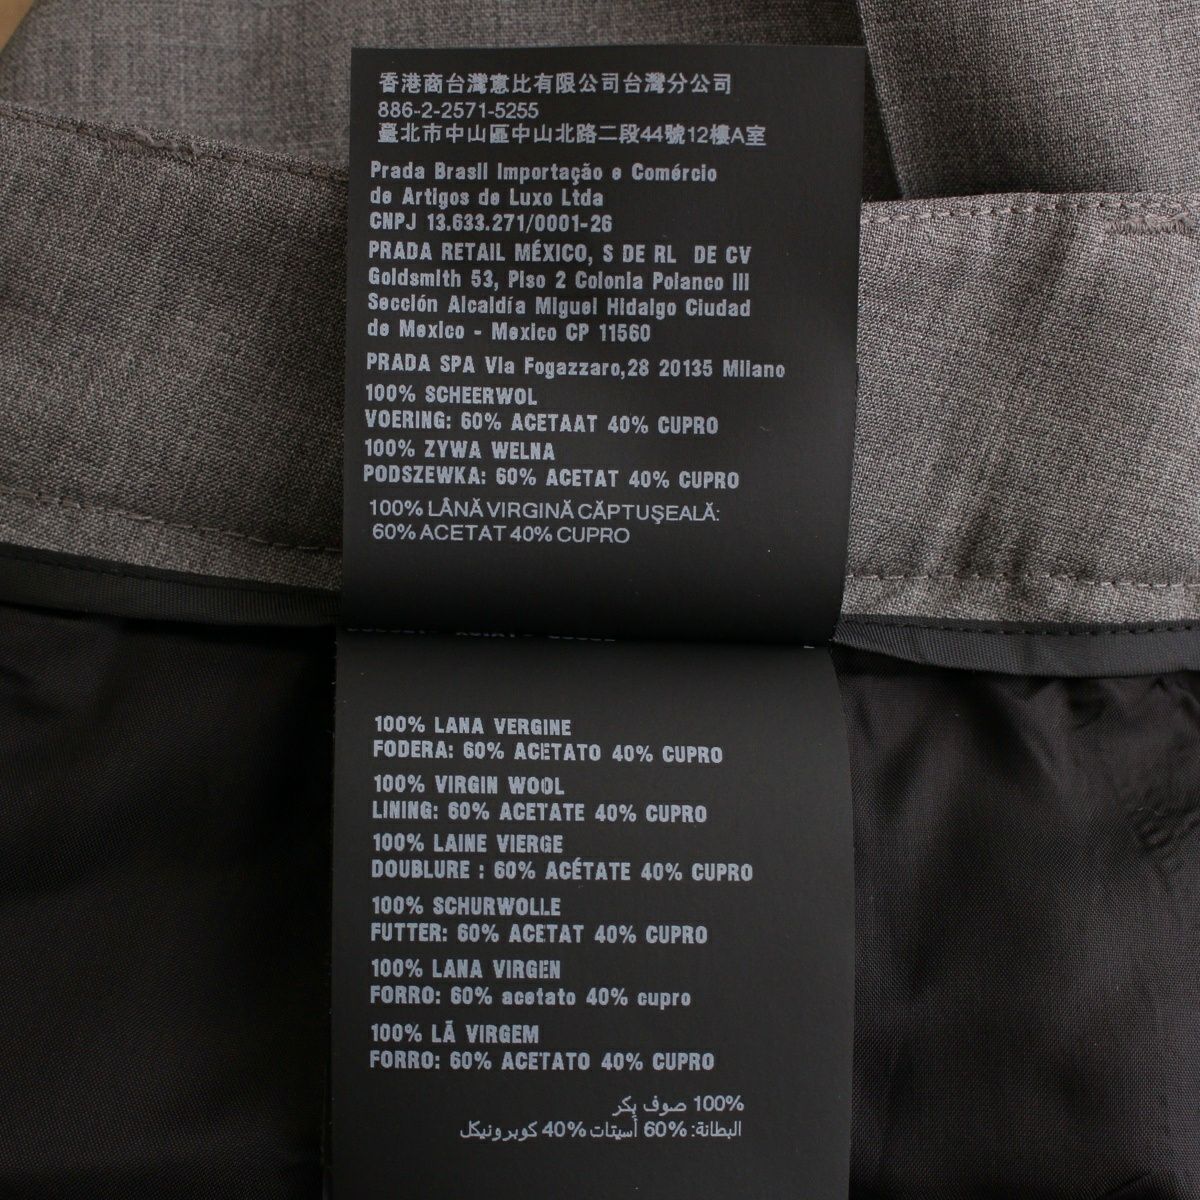 香港商台灣惠比有限公司台灣分公司
886-2-2571-5255
臺北市中山區中山北路二段44號12樓A室
Prada Brasil Importação e Comércio
de Artigos de Luxo Ltda
CNPJ 13.633.271/0001-26
PRADA RETAIL MÉXICO, S DE RL DE CV
Goldsmith 53, Piso 2 Colonia Polanco III
Sección Alcaldía Miguel Hidalgo Ciudad
de Mexico - Mexico CP 11560
PRADA SPA Via Fogazzaro,28 20135 Milano
100% SCHEERWOL
VOERING: 60% ACETAAT 40% CUPRO
100% ZYWA WELNA
PODSZEWKA: 60% ACETAT 40% CUPRO
100% LÂNĂ VIRGINĂ CĂPTUŞEALĂ:
60% ACETAT 40% CUPRO
100% LANA VERGINE
FODERA: 60% ACETATO 40% CUPRO
100% VIRGIN WOOL
LINING: 60% ACETATE 40% CUPRO
100% LAINE VIERGE
DOUBLURE : 60% ACÉTATE 40% CUPRO
100% SCHURWOLLE
FUTTER: 60% ACETAT 40% CUPRO
100% LANA VIRGEN
FORRO: 60% acetato 40% cupro
100% LÃ VIRGEM
FORRO: 60% ACETATO 40% CUPRO
100% صوف بِكر
البطانة: 60% أسيتات 40% كوبرونيكل